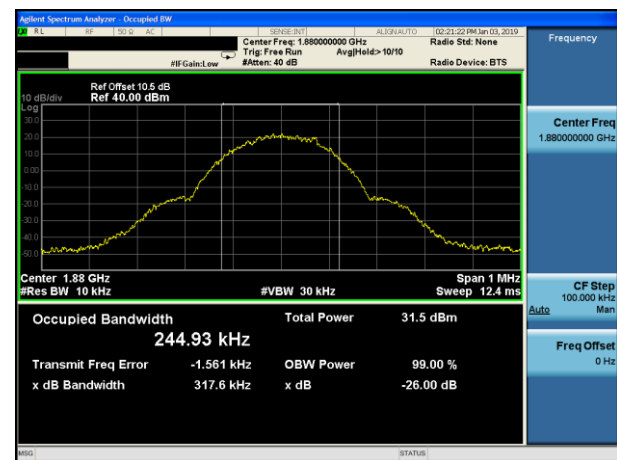 Agilent Spectrum Analyzer - Occupied BW
RL RF 50 Ω AC SENSE:INT ALIGNAUTO 02:21:22 PM Jan 03, 2019
Center Freq: 1.880000000 GHz Radio Std: None
Trig: Free Run Avg|Hold:> 10/10
#IFGain:Low #Atten: 40 dB Radio Device: BTS
Frequency
Ref Offset 10.5 dB
10 dB/div Ref 40.00 dBm
Log
30.0
20.0
10.0
0.00
-10.0
-20.0
-30.0
-40.0
-50.0
Center Freq
1.880000000 GHz
Center 1.88 GHz Span 1 MHz
#Res BW 10 kHz #VBW 30 kHz Sweep 12.4 ms
CF Step
100.000 kHz
Auto Man
Occupied Bandwidth Total Power 31.5 dBm
244.93 kHz
Transmit Freq Error -1.561 kHz OBW Power 99.00 %
x dB Bandwidth 317.6 kHz x dB -26.00 dB
Freq Offset
0 Hz
MSG STATUS